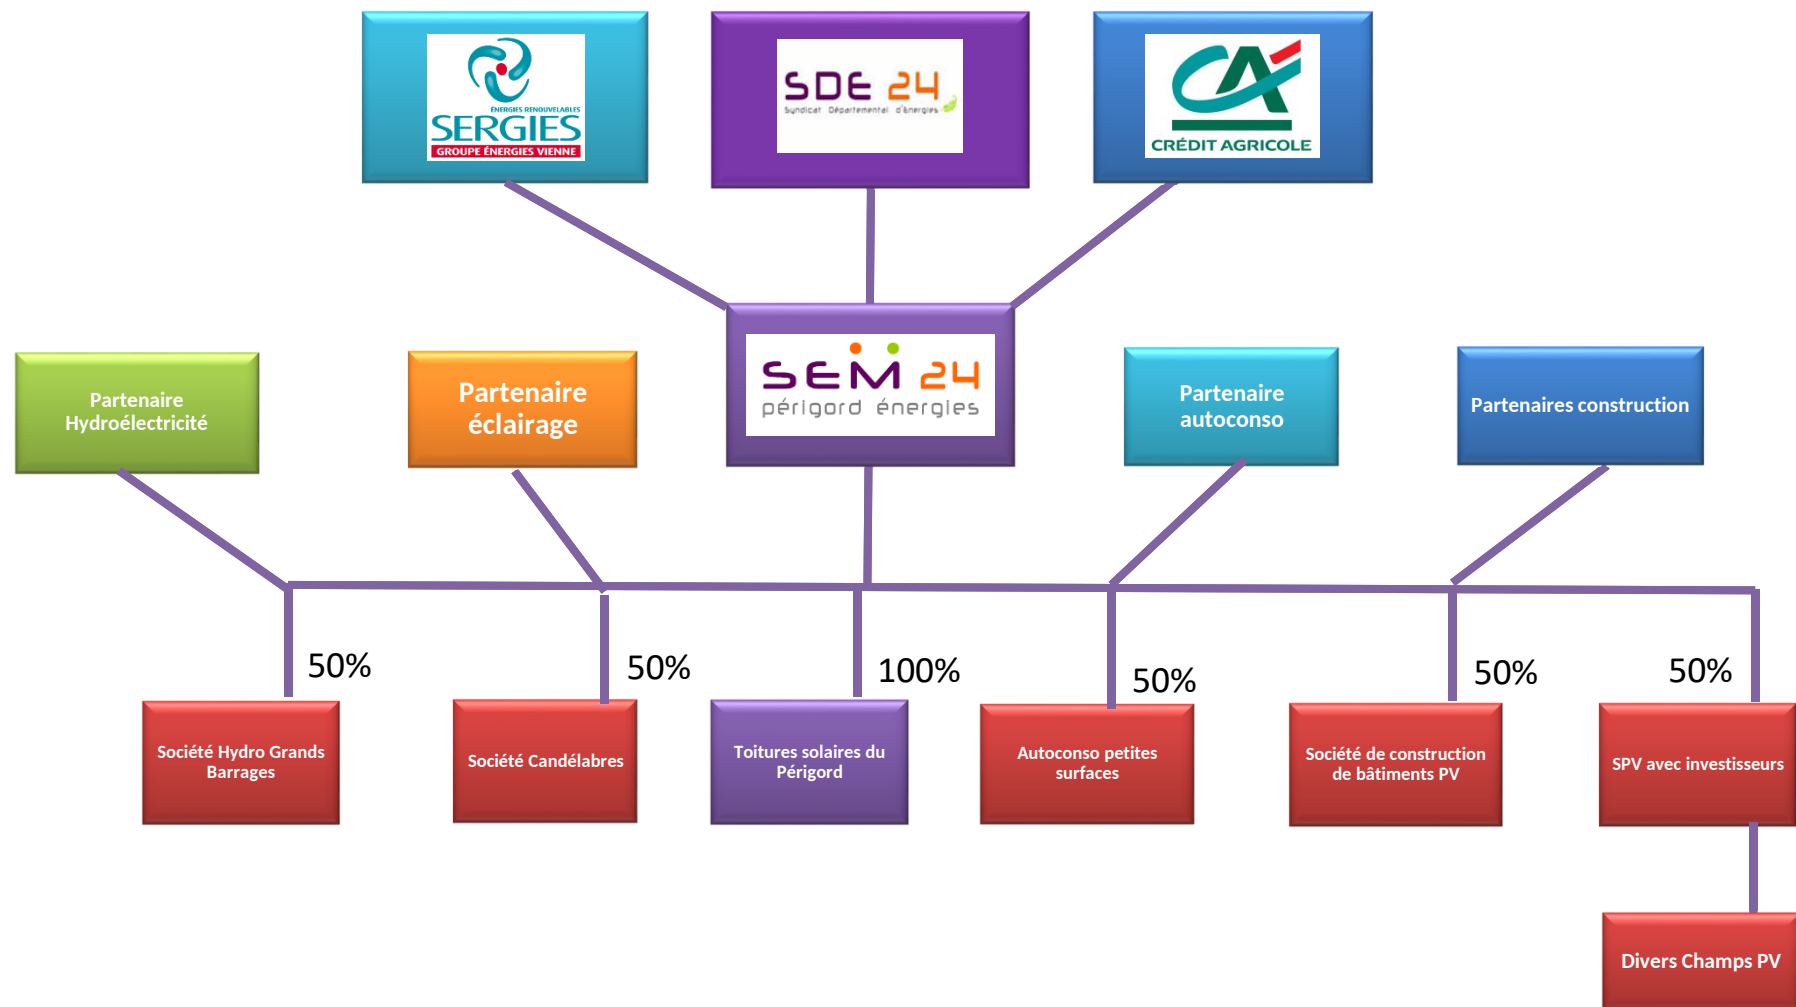 ÉNERGIES RENOUVELABLES
SERGIES
GROUPE ÉNERGIES VIENNE
SDE 24
Syndicat Départemental d'Énergies
CRÉDIT AGRICOLE
SEM 24
périgord énergies
Partenaire
Hydroélectricité
Partenaire
éclairage
Partenaire
autoconso
Partenaires construction
50%
50%
100%
50%
50%
50%
Société Hydro Grands
Barrages
Société Candélabres
Toitures solaires du
Périgord
Autoconso petites
surfaces
Société de construction
de bâtiments PV
SPV avec investisseurs
Divers Champs PV